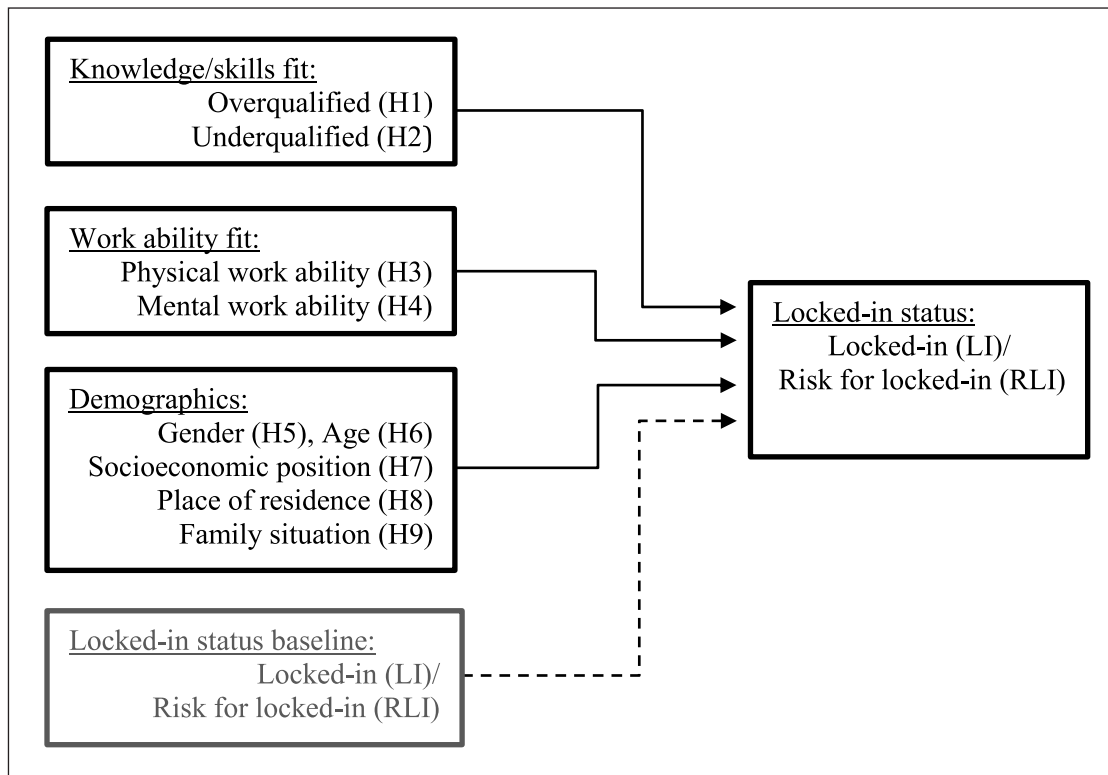 Knowledge/skills fit:
Overqualified (H1)
Underqualified (H2)
Work ability fit:
Physical work ability (H3)
Mental work ability (H4)
Demographics:
Gender (H5), Age (H6)
Socioeconomic position (H7)
Place of residence (H8)
Family situation (H9)
Locked-in status baseline:
Locked-in (LI)/
Risk for locked-in (RLI)
Locked-in status:
Locked-in (LI)/
Risk for locked-in (RLI)